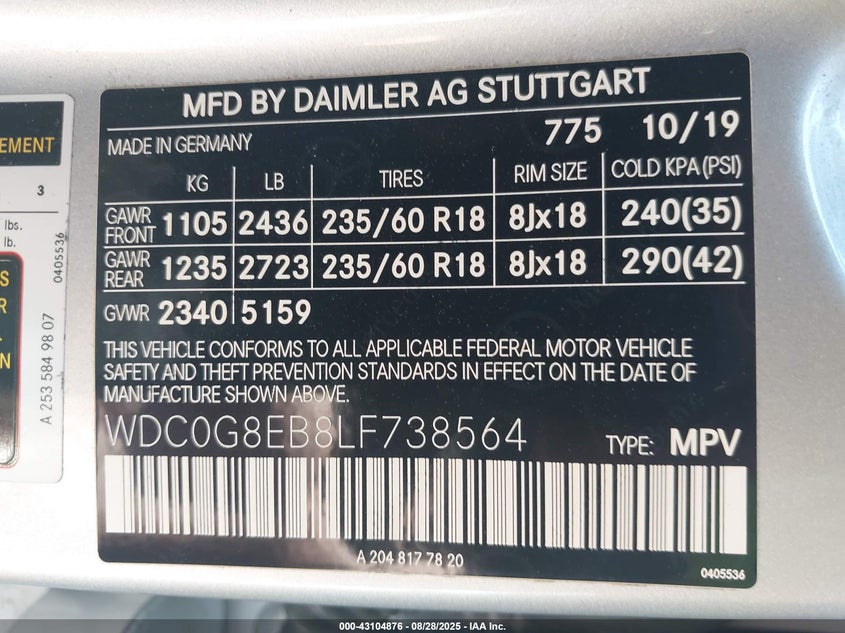 EMENT
3
lbs.
lb.
0405536
S
R
L
N
A 253 584 98 07
MFD BY DAIMLER AG STUTTGART
MADE IN GERMANY 775 10/19
KG LB TIRES RIM SIZE COLD KPA (PSI)
GAWR FRONT 1105 2436 235/60 R18 8Jx18 240(35)
GAWR REAR 1235 2723 235/60 R18 8Jx18 290(42)
GVWR 2340 5159
THIS VEHICLE CONFORMS TO ALL APPLICABLE FEDERAL MOTOR VEHICLE
SAFETY AND THEFT PREVENTION STANDARDS IN EFFECT ON THE DATE OF
MANUFACTURE SHOWN ABOVE.
WDC0G8EB8LF738564 TYPE: MPV
A 204 817 78 20
0405536
000-43104876 - 08/28/2025 - IAA Inc.